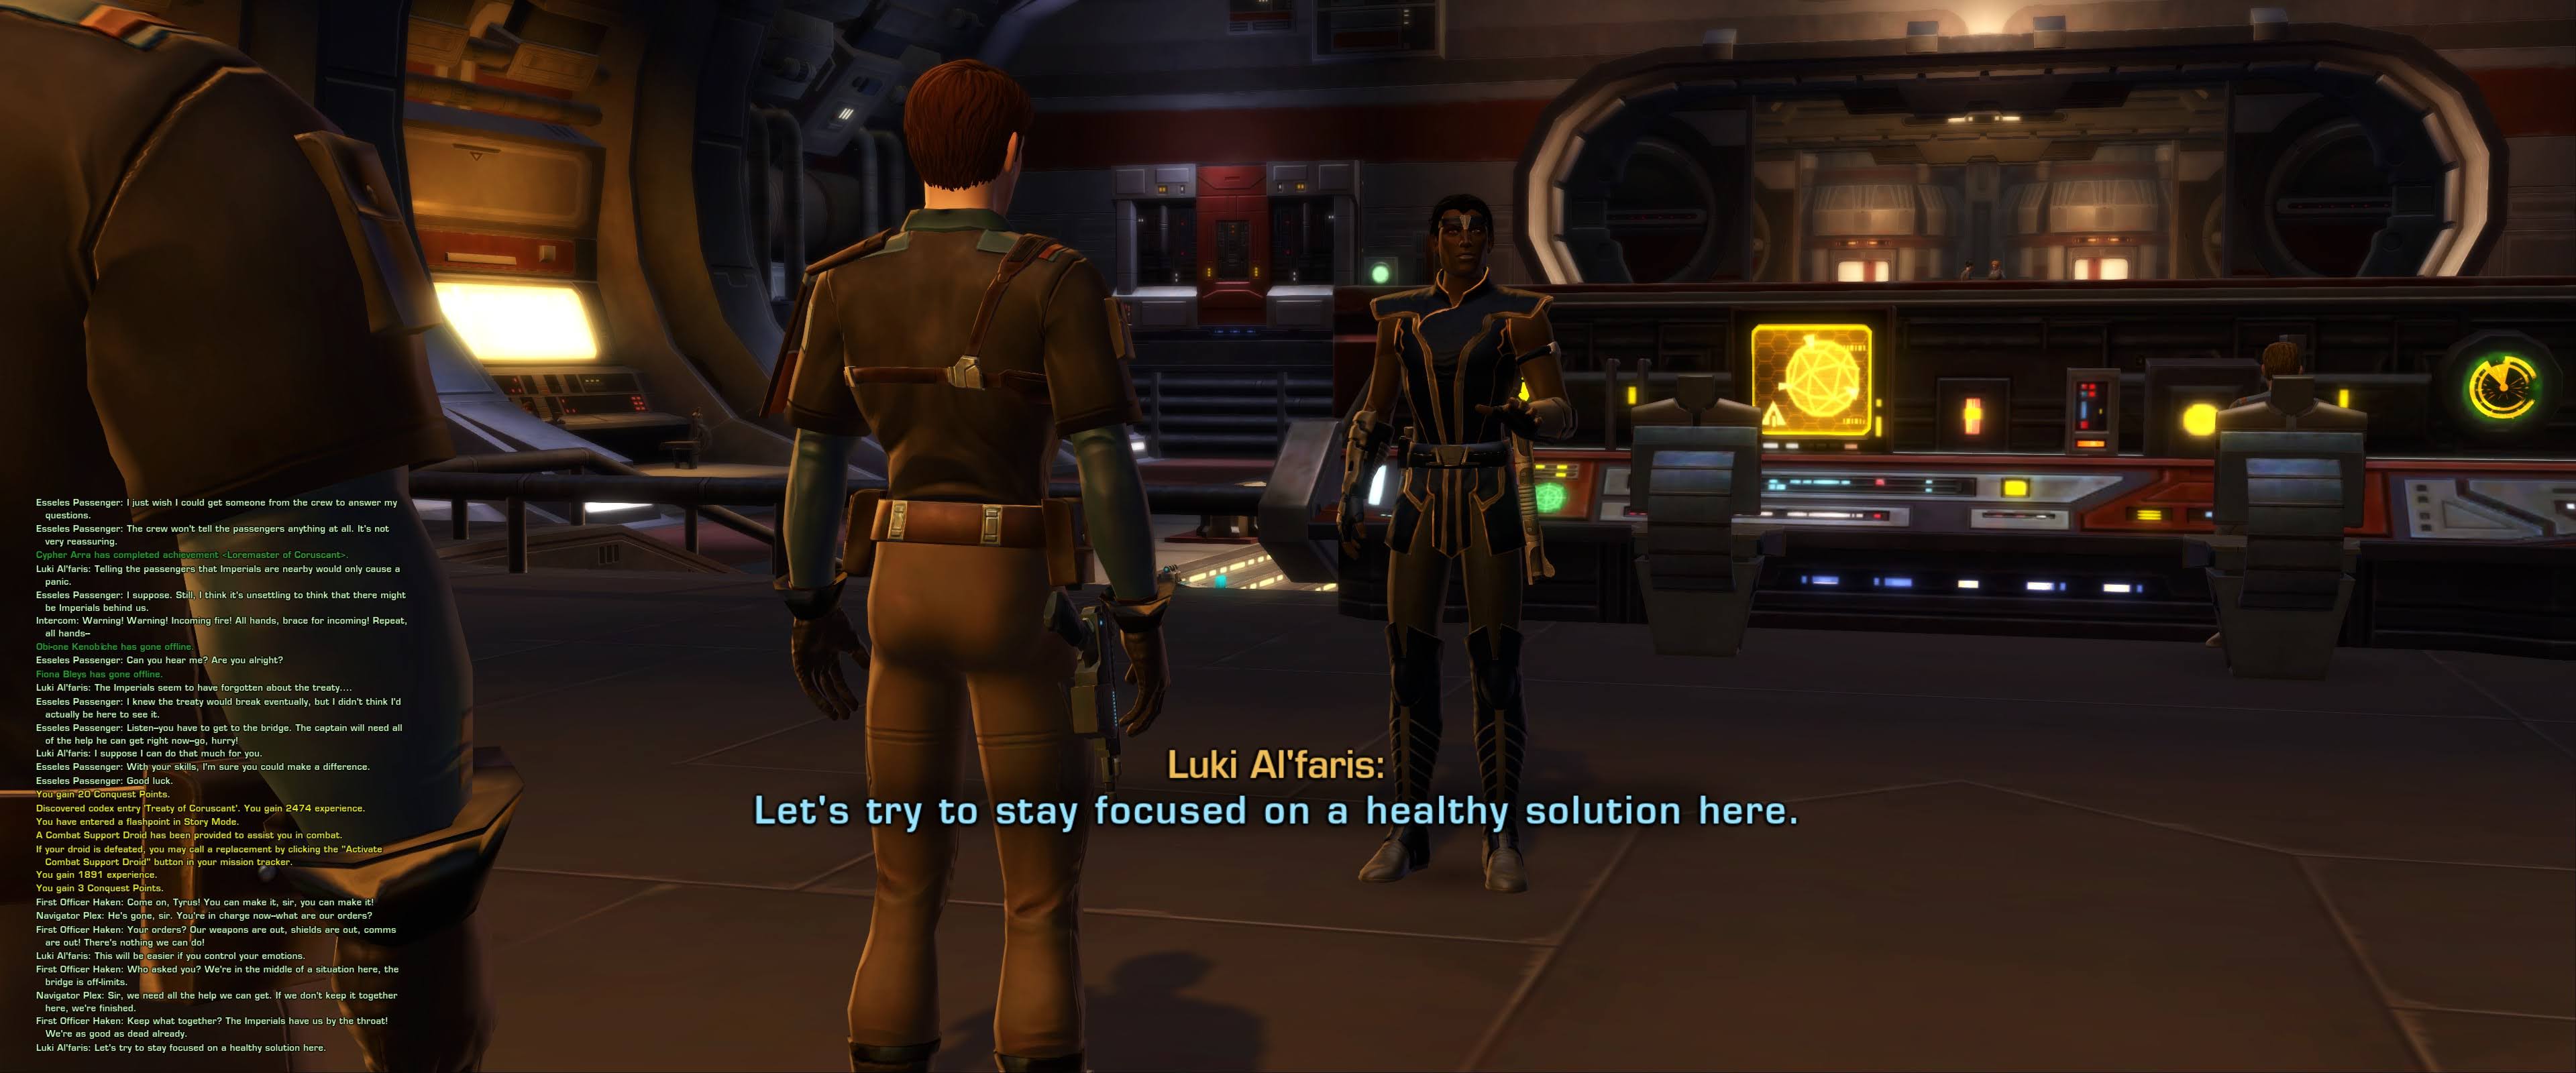 Esseles Passenger: I just wish I could get someone from the crew to answer my
questions.
Esseles Passenger: The crew won't tell the passengers anything at all. It's not
very reassuring.
Cypher Arra has completed achievement <Loremaster of Coruscant>.
Luki Al'faris: Telling the passengers that Imperials are nearby would only cause a
panic.
Esseles Passenger: I suppose. Still, I think it's unsettling to think that there might
be Imperials behind us.
Intercom: Warning! Warning! Incoming fire! All hands, brace for incoming! Repeat,
all hands–
Obi-one Kenobiche has gone offline.
Esseles Passenger: Can you hear me? Are you alright?
Fiona Bleys has gone offline.
Luki Al'faris: The Imperials seem to have forgotten about the treaty....
Esseles Passenger: I knew the treaty would break eventually, but I didn't think I'd
actually be here to see it.
Esseles Passenger: Listen–you have to get to the bridge. The captain will need all
of the help he can get right now–go, hurry!
Luki Al'faris: I suppose I can do that much for you.
Esseles Passenger: With your skills, I'm sure you could make a difference.
Esseles Passenger: Good luck.
You gain 20 Conquest Points.
Discovered codex entry 'Treaty of Coruscant'. You gain 2474 experience.
You have entered a flashpoint in Story Mode.
A Combat Support Droid has been provided to assist you in combat.
If your droid is defeated, you may call a replacement by clicking the "Activate
Combat Support Droid" button in your mission tracker.
You gain 1891 experience.
You gain 3 Conquest Points.
First Officer Haken: Come on, Tyrus! You can make it, sir, you can make it!
Navigator Plex: He's gone, sir. You're in charge now–what are our orders?
First Officer Haken: Your orders? Our weapons are out, shields are out, comms
are out! There's nothing we can do!
Luki Al'faris: This will be easier if you control your emotions.
First Officer Haken: Who asked you? We're in the middle of a situation here, the
bridge is off-limits.
Navigator Plex: Sir, we need all the help we can get. If we don't keep it together
here, we're finished.
First Officer Haken: Keep what together? The Imperials have us by the throat!
We're as good as dead already.
Luki Al'faris: Let's try to stay focused on a healthy solution here.
Luki Al'faris:
Let's try to stay focused on a healthy solution here.